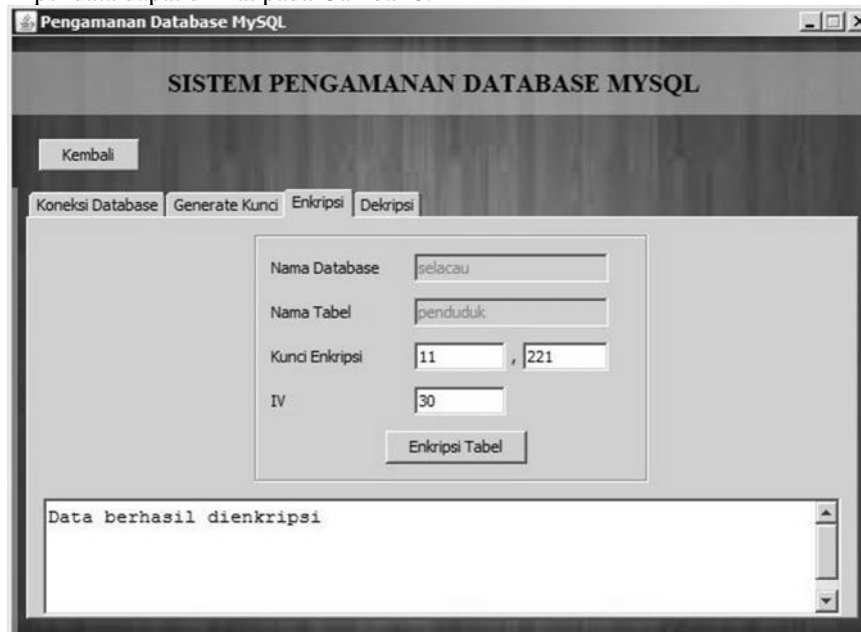 Pengamanan Database MySQL
SISTEM PENGAMANAN DATABASE MYSQL
Kembali
Koneksi Database Generate Kunci Enkripsi Dekripsi
Nama Database selacau
Nama Tabel penduduk
Kunci Enkripsi 11 , 221
IV 30
Enkripsi Tabel
Data berhasil dienkripsi